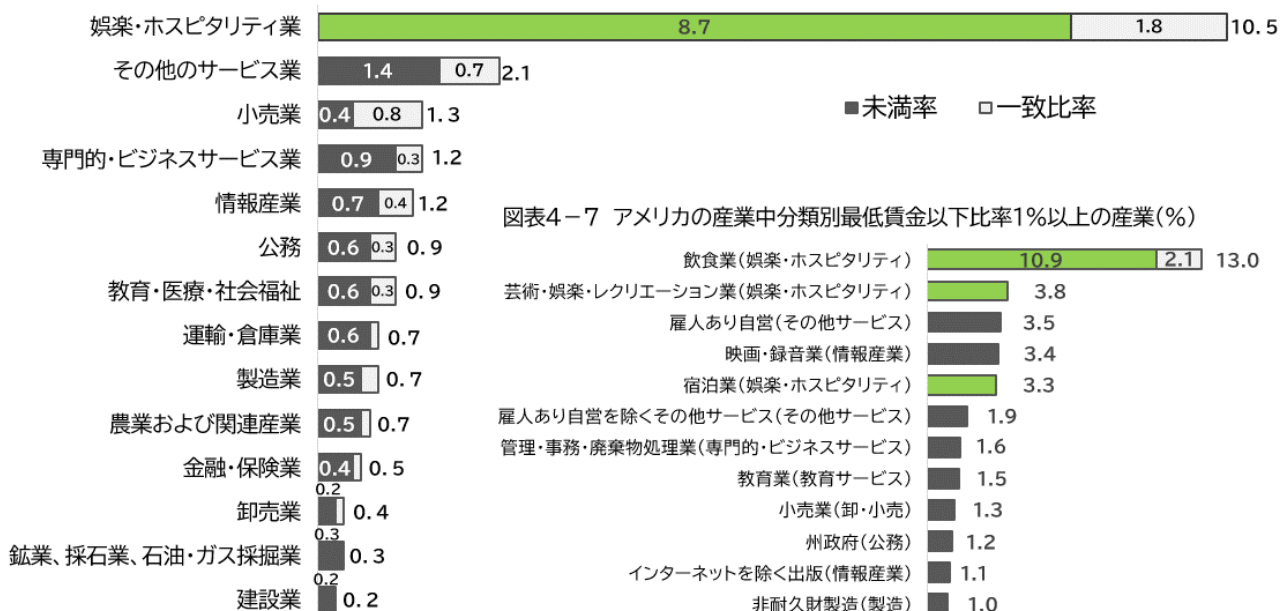 娯楽・ホスピタリティ業 8.7 1.8 10.5
その他のサービス業 1.4 0.7 2.1
小売業 0.4 0.8 1.3
専門的・ビジネスサービス業 0.9 0.3 1.2
情報産業 0.7 0.4 1.2
公務 0.6 0.3 0.9
教育・医療・社会福祉 0.6 0.3 0.9
運輸・倉庫業 0.6 0.7
製造業 0.5 0.7
農業および関連産業 0.5 0.7
金融・保険業 0.4 0.5
0.2
卸売業 0.4
0.3
鉱業、採石業、石油・ガス採掘業 0.3
0.2
建設業 0.2
■未満率 □一致比率
図表4-7 アメリカの産業中分類別最低賃金以下比率1%以上の産業(%)
飲食業(娯楽・ホスピタリティ) 10.9 2.1 13.0
芸術・娯楽・レクリエーション業(娯楽・ホスピタリティ) 3.8
雇人あり自営(その他サービス) 3.5
映画・録音業(情報産業) 3.4
宿泊業(娯楽・ホスピタリティ) 3.3
雇人あり自営を除くその他サービス(その他サービス) 1.9
管理・事務・廃棄物処理業(専門的・ビジネスサービス) 1.6
教育業(教育サービス) 1.5
小売業(卸・小売) 1.3
州政府(公務) 1.2
インターネットを除く出版(情報産業) 1.1
非耐久財製造(製造) 1.0